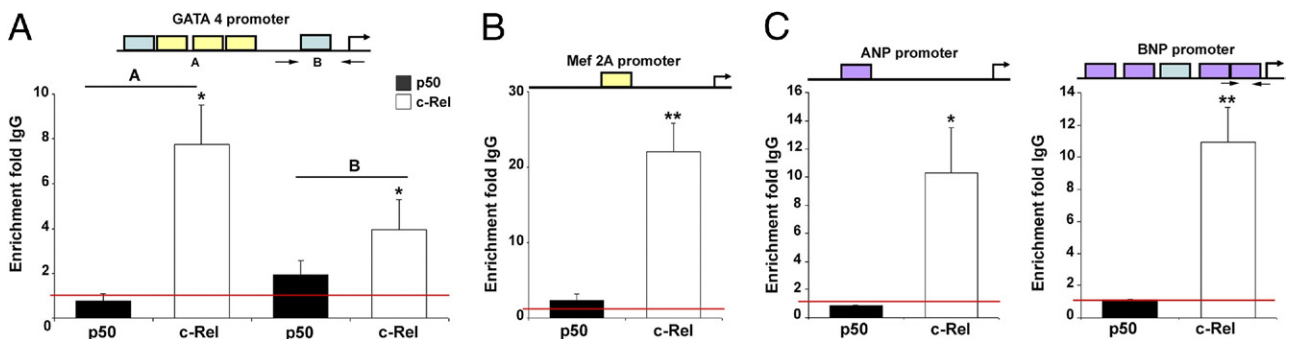 A
GATA 4 promoter
A
B
A
B
p50
c-Rel
Enrichment fold IgG
10
8
6
4
2
0
*
*
p50
c-Rel
p50
c-Rel
B
Mef 2A promoter
Enrichment fold IgG
30
20
10
0
**
p50
c-Rel
C
ANP promoter
Enrichment fold IgG
16
14
12
10
8
6
4
2
0
*
p50
c-Rel
BNP promoter
Enrichment fold IgG
14
12
10
8
6
4
2
0
**
p50
c-Rel